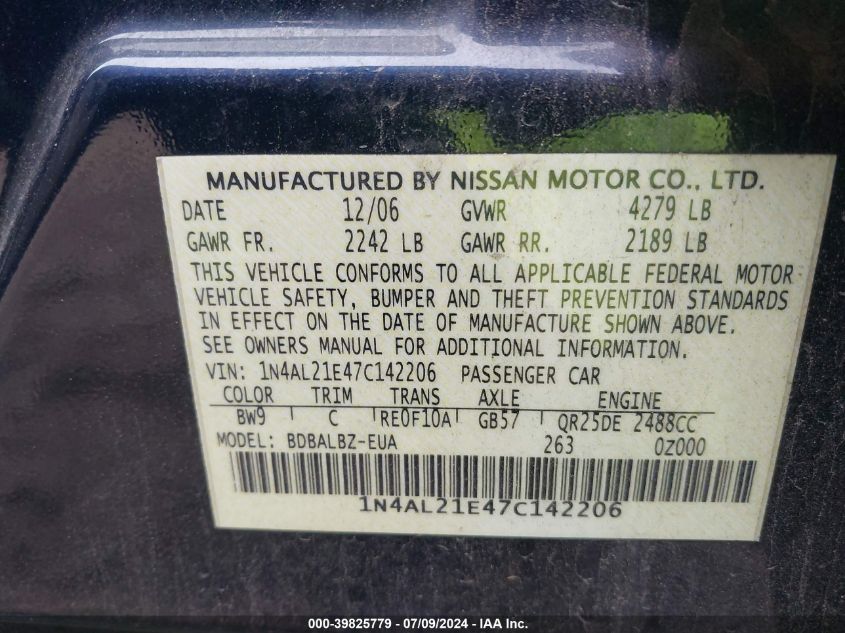 MANUFACTURED BY NISSAN MOTOR CO., LTD.
DATE 12/06 GVWR 4279 LB
GAWR FR. 2242 LB GAWR RR. 2189 LB
THIS VEHICLE CONFORMS TO ALL APPLICABLE FEDERAL MOTOR
VEHICLE SAFETY, BUMPER AND THEFT PREVENTION STANDARDS
IN EFFECT ON THE DATE OF MANUFACTURE SHOWN ABOVE.
SEE OWNERS MANUAL FOR ADDITIONAL INFORMATION.
VIN: 1N4AL21E47C142206 PASSENGER CAR
COLOR TRIM TRANS AXLE ENGINE
BW9 C RE0F10A GB57 QR25DE 2488CC
MODEL: BDBALBZ-EUA 263 0Z000
1N4AL21E47C142206
000-39825779 / 07/09/2024 - IAA Inc.